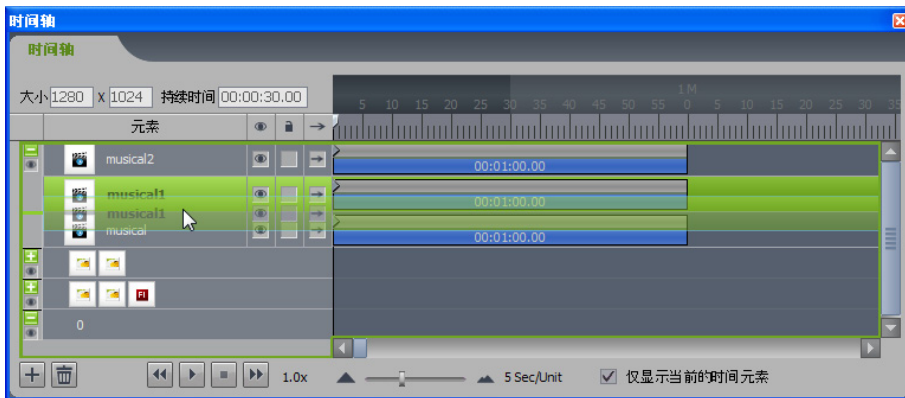 时间轴
时间轴
大小 1280 X 1024 持续时间 00:00:30.00
1 M
5 10 15 20 25 30 35 40 45 50 55 0 5 10 15 20 25 30 35
元素
musical2
00:01:00.00
musical1
00:01:00.00
musical1
musical
00:01:00.00
FI
0
1.0x
5 Sec/Unit
仅显示当前的时间元素